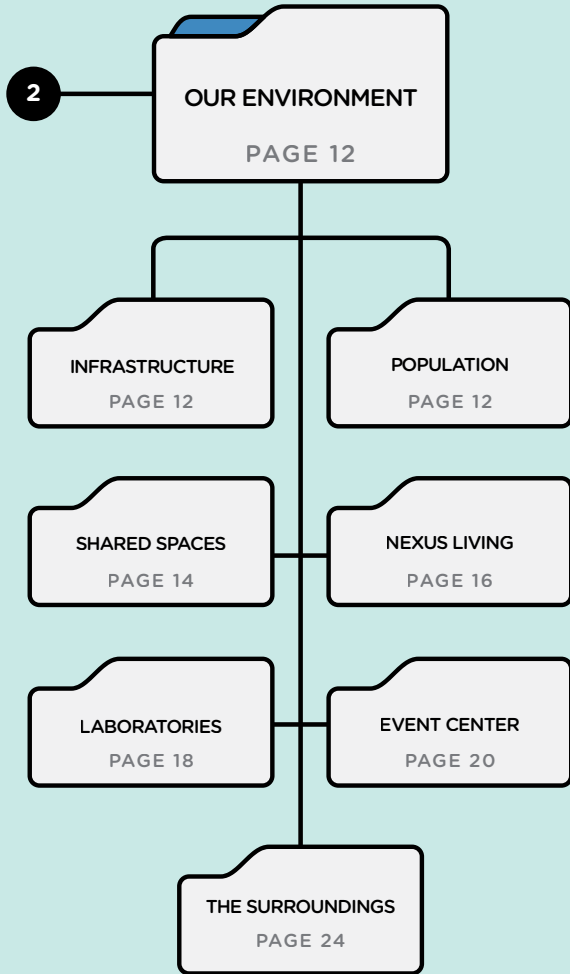 2
OUR ENVIRONMENT
PAGE 12
INFRASTRUCTURE
PAGE 12
POPULATION
PAGE 12
SHARED SPACES
PAGE 14
NEXUS LIVING
PAGE 16
LABORATORIES
PAGE 18
EVENT CENTER
PAGE 20
THE SURROUNDINGS
PAGE 24